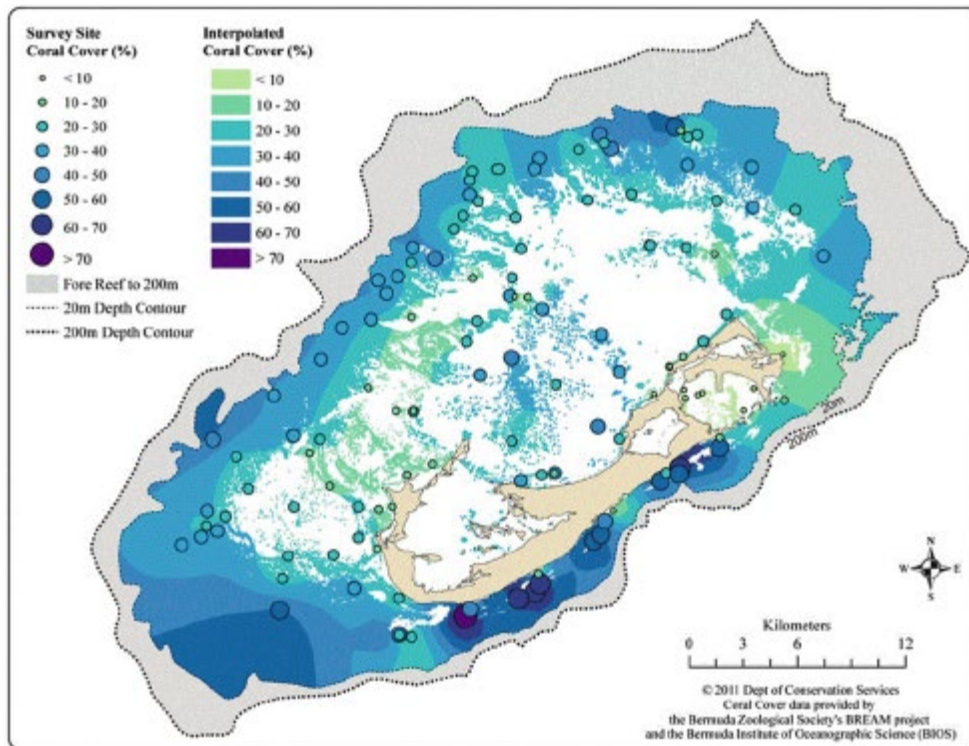 Survey Site
Coral Cover (%)
< 10
10 - 20
20 - 30
30 - 40
40 - 50
50 - 60
60 - 70
> 70
Fore Reef to 200m
20m Depth Contour
200m Depth Contour
Interpolated
Coral Cover (%)
< 10
10 - 20
20 - 30
30 - 40
40 - 50
50 - 60
60 - 70
> 70
20m
200m
N
W E
S
Kilometers
0 3 6 12
© 2011 Dept of Conservation Services
Coral Cover data provided by
the Bermuda Zoological Society's BREAM project
and the Bermuda Institute of Oceanographic Science (BIOS)